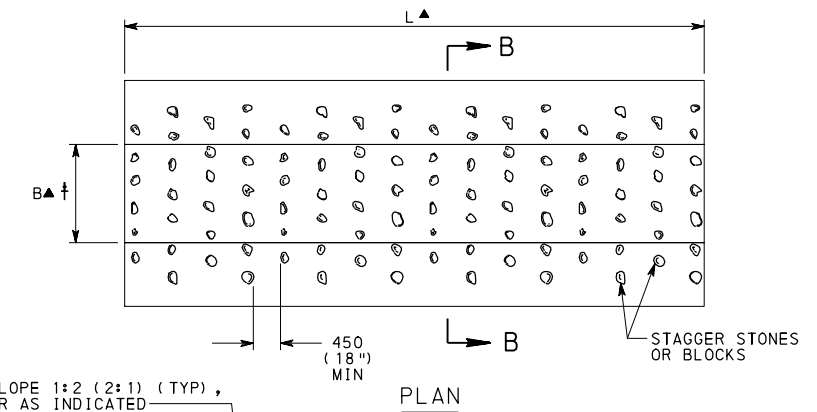 L ▲
B
B ▲ ‡
450
(18")
MIN
B
STAGGER STONES
OR BLOCKS
LOPE 1:2 (2:1) (TYP),
R AS INDICATED
PLAN